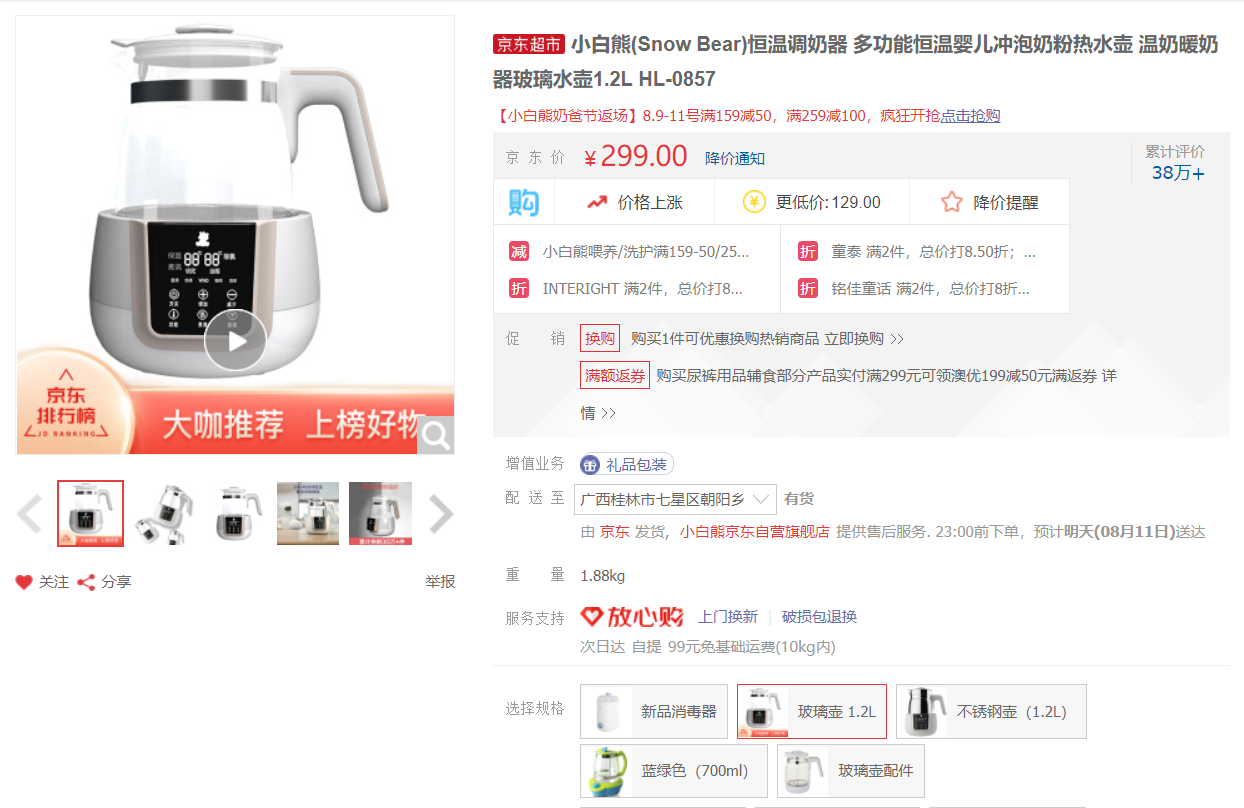 京东超市 小白熊(Snow Bear)恒温调奶器 多功能恒温婴儿冲泡奶粉热水壶 温奶暖奶
器玻璃水壶1.2L HL-0857
【小白熊奶爸节返场】8.9-11号满159减50，满259减100，疯狂开抢点击抢购
京 东 价 ￥299.00 降价通知
累计评价
38万+
购 价格上涨 更低价:129.00 降价提醒
减 小白熊喂养/洗护满159-50/25... 折 童泰 满2件，总价打8.50折；...
折 INTERIGHT 满2件，总价打8... 折 铭佳童话 满2件，总价打8折...
促 销 换购 购买1件可优惠换购热销商品 立即换购 >>
满额返券 购买尿裤用品辅食部分产品实付满299元可领澳优199减50元满返券 详
情 >>
京东
排行榜
JD RANKING
大咖推荐 上榜好物
增值业务 礼品包装
配 送 至 广西桂林市七星区朝阳乡 有货
由 京东 发货，小白熊京东自营旗舰店 提供售后服务. 23:00前下单，预计明天(08月11日)送达
关注 分享 举报
重 量 1.88kg
服务支持 放心购 上门换新 破损包退换
次日达 自提 99元免基础运费(10kg内)
选择规格 新品消毒器 玻璃壶 1.2L 不锈钢壶（1.2L）
蓝绿色（700ml） 玻璃壶配件